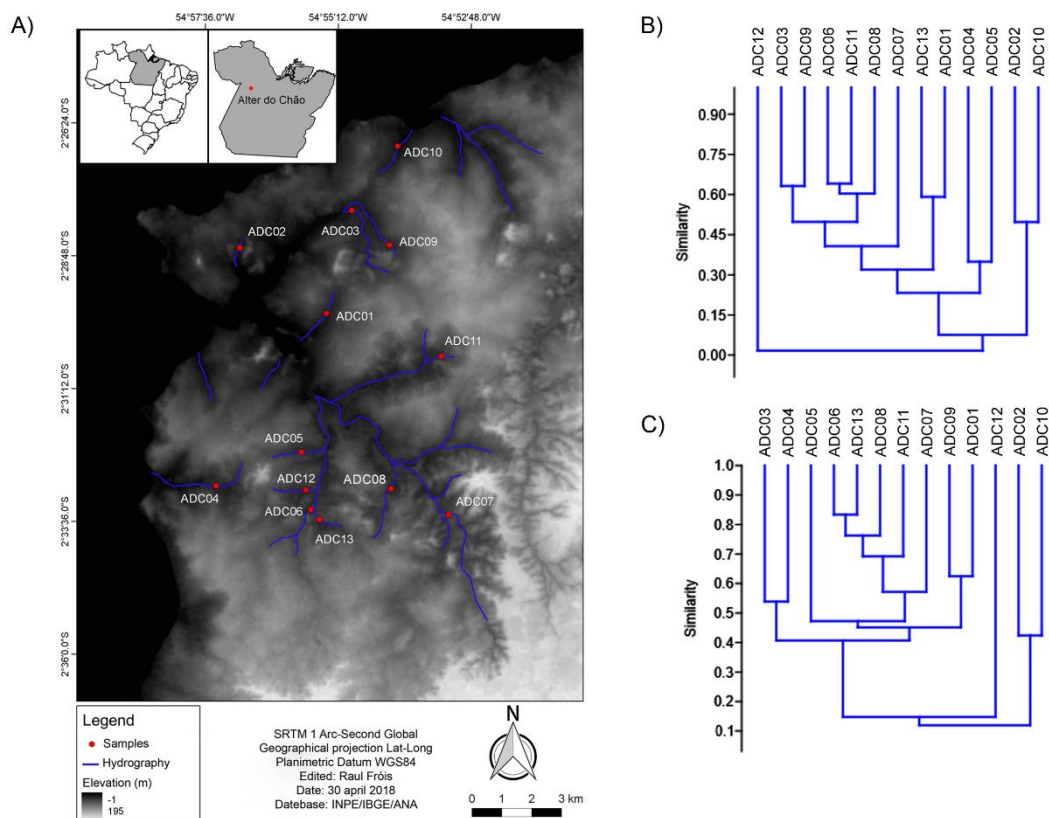 A)
54°57'36.0"W
54°55'12.0"W
54°52'48.0"W
2°26'24.0"S
2°28'48.0"S
2°31'12.0"S
2°33'36.0"S
2°36'0.0"S
Alter do Chão
ADC10
ADC03
ADC02
ADC09
ADC01
ADC11
ADC05
ADC04
ADC12
ADC08
ADC07
ADC06
ADC13
Legend
Samples
Hydrography
Elevation (m)
-1
195
SRTM 1 Arc-Second Global
Geographical projection Lat-Long
Planimetric Datum WGS84
Edited: Raul Fróis
Date: 30 april 2018
Datebase: INPE/IBGE/ANA
N
0 1 2 3 km
B)
ADC12 ADC03 ADC09 ADC06 ADC11 ADC08 ADC07 ADC13 ADC01 ADC04 ADC05 ADC02 ADC10
Similarity
0.90
0.75
0.60
0.45
0.30
0.15
0.00
C)
ADC03 ADC04 ADC05 ADC06 ADC13 ADC08 ADC11 ADC07 ADC09 ADC01 ADC12 ADC02 ADC10
Similarity
1.0
0.9
0.8
0.7
0.6
0.5
0.4
0.3
0.2
0.1